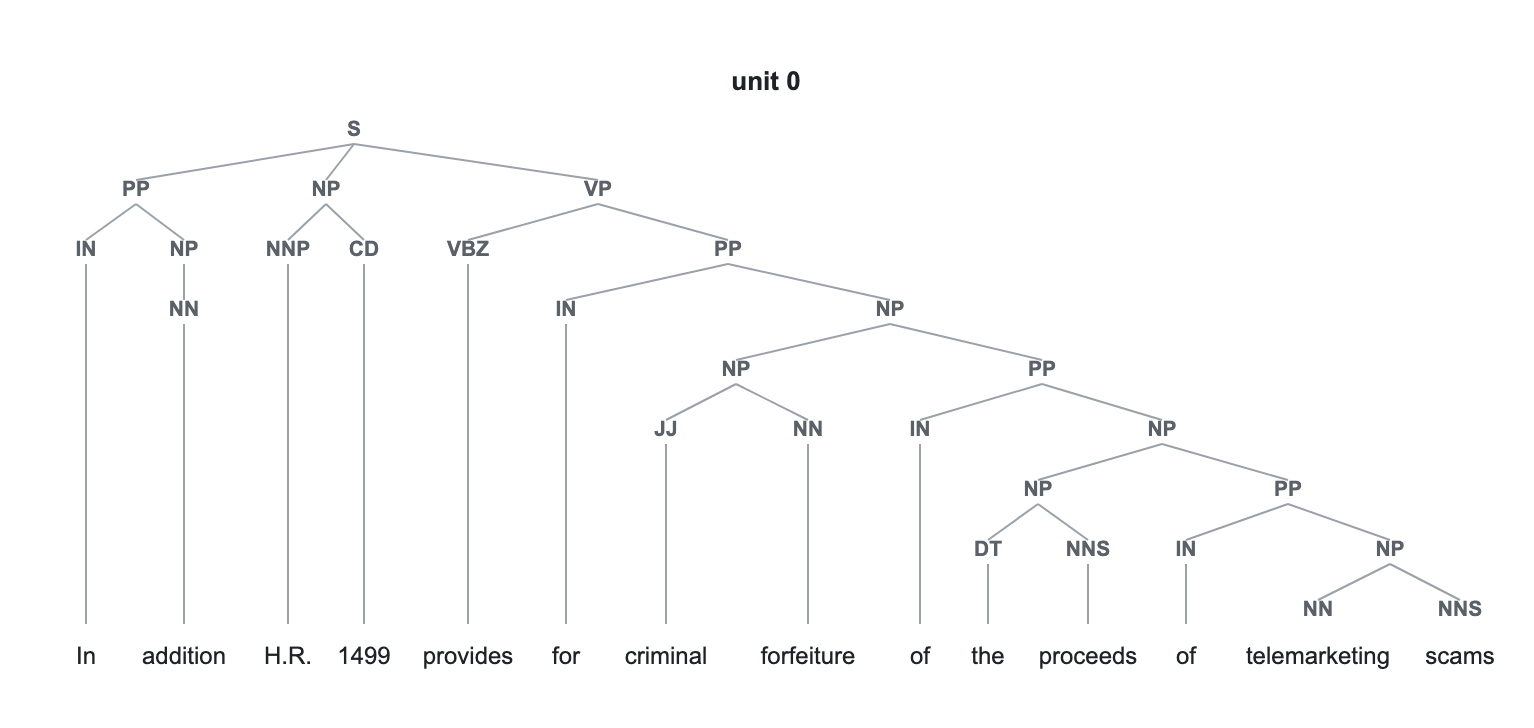 unit 0
S
PP NP VP
IN NP NNP CD VBZ PP
NN IN NP
NP PP
JJ NN IN NP
NP PP
DT NNS IN NP
NN NNS
In addition H.R. 1499 provides for criminal forfeiture of the proceeds of telemarketing scams